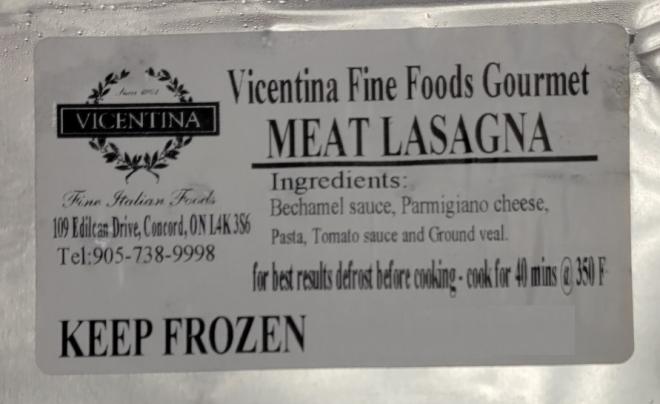 Vicentina Fine Foods Gourmet
MEAT LASAGNA
Since
VICENTINA
Fine Italian Foods
109 Edilcan Drive, Concord, ON L4K 3S6
Tel:905-738-9998
Ingredients:
Bechamel sauce, Parmigiano cheese,
Pasta, Tomato sauce and Ground veal.
for best results defrost before cooking - cook for 40 mins @ 350 F
KEEP FROZEN